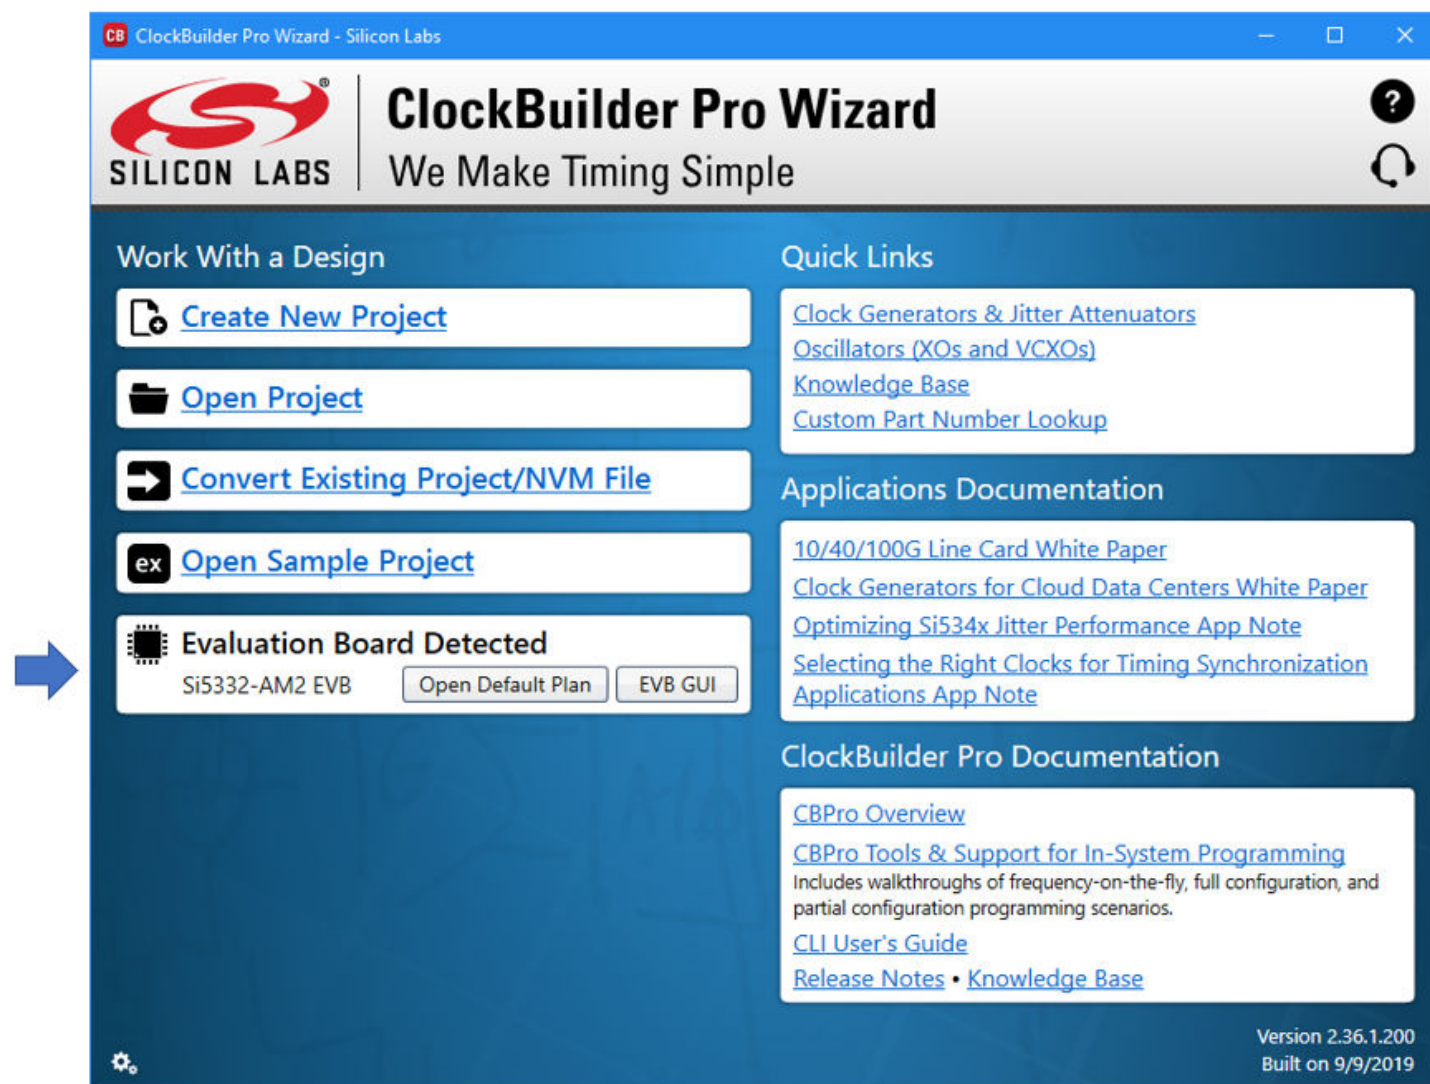 CB ClockBuilder Pro Wizard - Silicon Labs
SILICON LABS®
ClockBuilder Pro Wizard
We Make Timing Simple
?
Work With a Design
Create New Project
Open Project
Convert Existing Project/NVM File
ex Open Sample Project
Evaluation Board Detected
Si5332-AM2 EVB
Open Default Plan
EVB GUI
Quick Links
Clock Generators & Jitter Attenuators
Oscillators (XOs and VCXOs)
Knowledge Base
Custom Part Number Lookup
Applications Documentation
10/40/100G Line Card White Paper
Clock Generators for Cloud Data Centers White Paper
Optimizing Si534x Jitter Performance App Note
Selecting the Right Clocks for Timing Synchronization
Applications App Note
ClockBuilder Pro Documentation
CBPro Overview
CBPro Tools & Support for In-System Programming
Includes walkthroughs of frequency-on-the-fly, full configuration, and
partial configuration programming scenarios.
CLI User's Guide
Release Notes • Knowledge Base
Version 2.36.1.200
Built on 9/9/2019